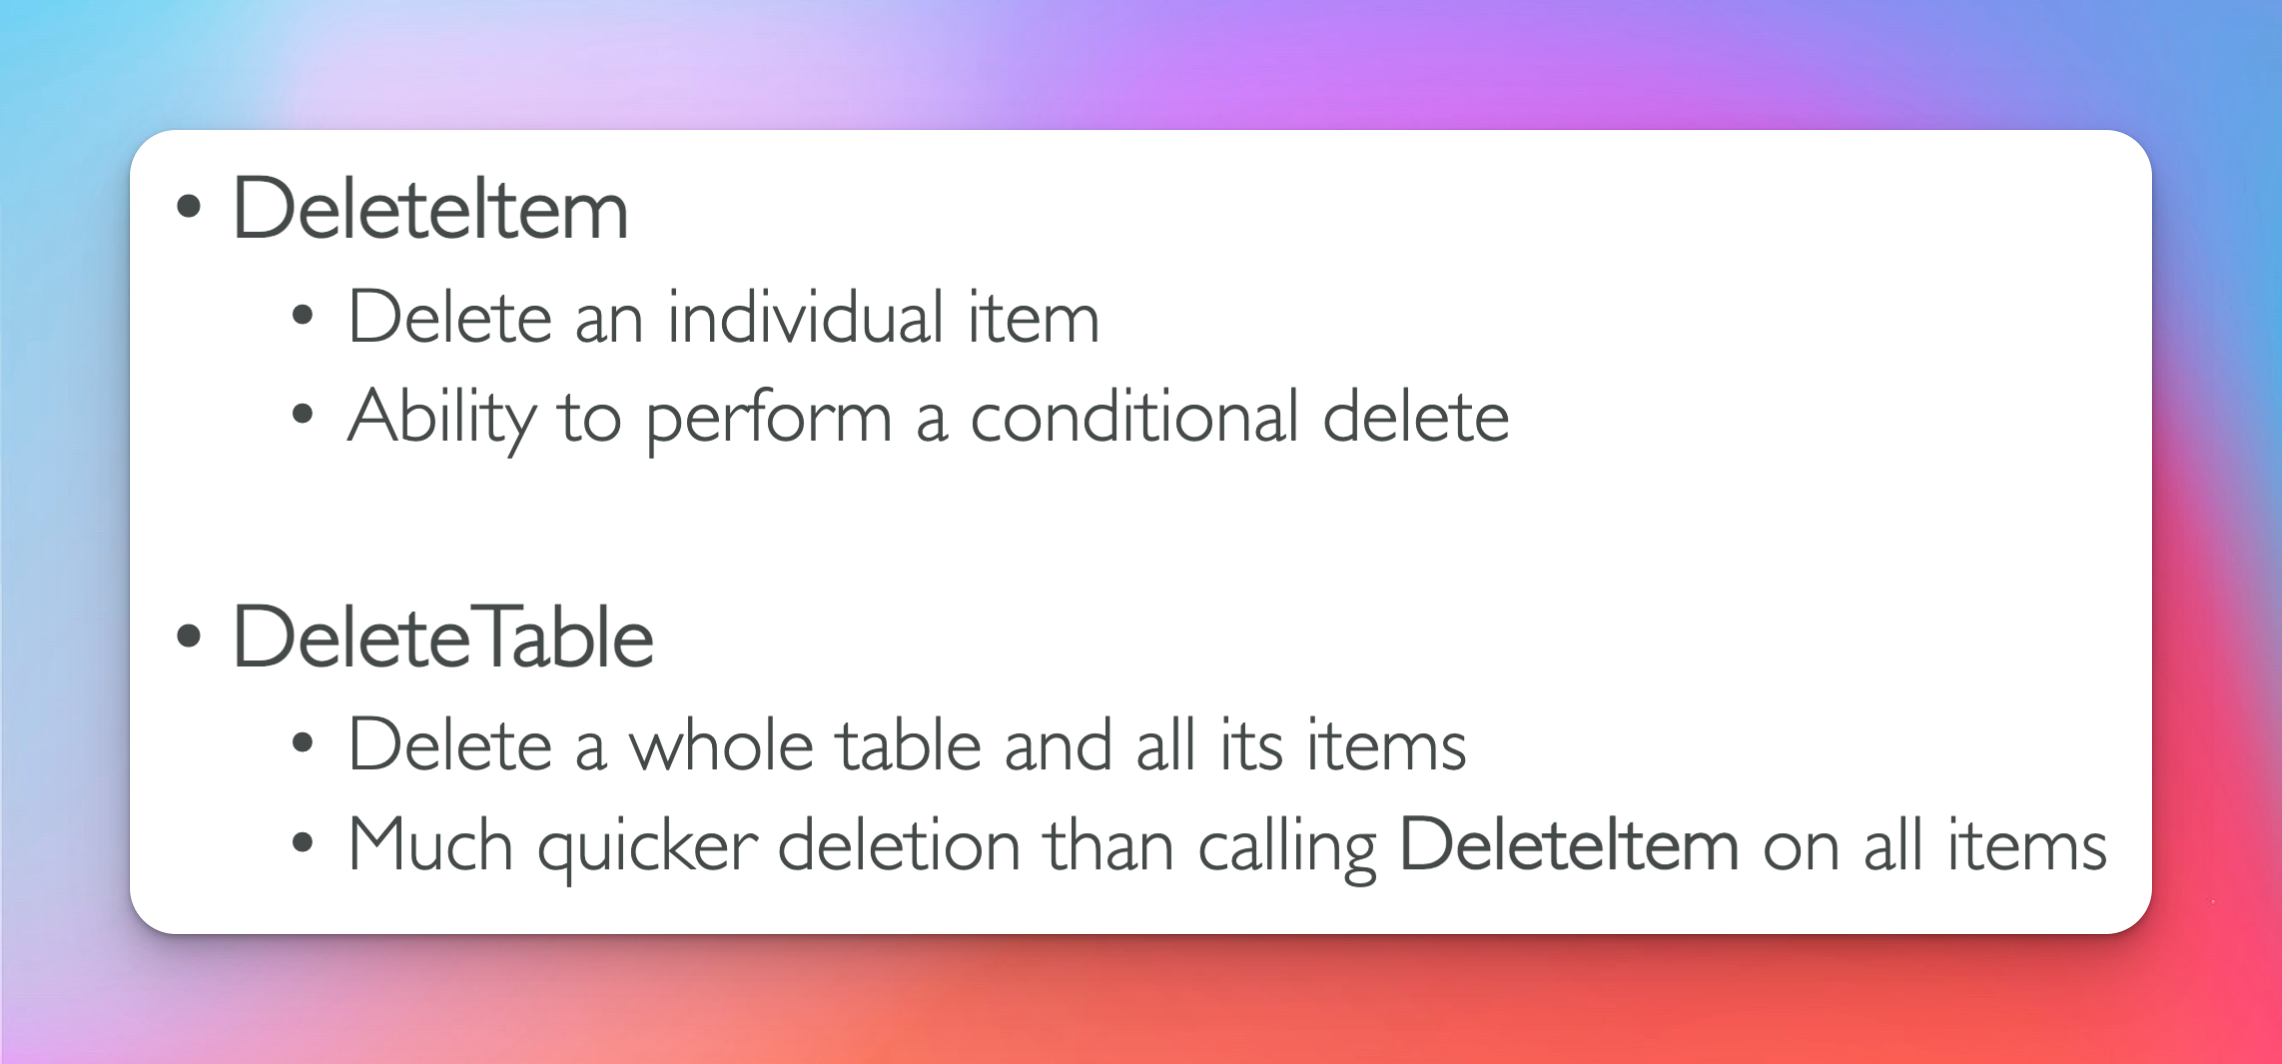 • DeleteItem
• Delete an individual item
• Ability to perform a conditional delete
• DeleteTable
• Delete a whole table and all its items
• Much quicker deletion than calling DeleteItem on all items